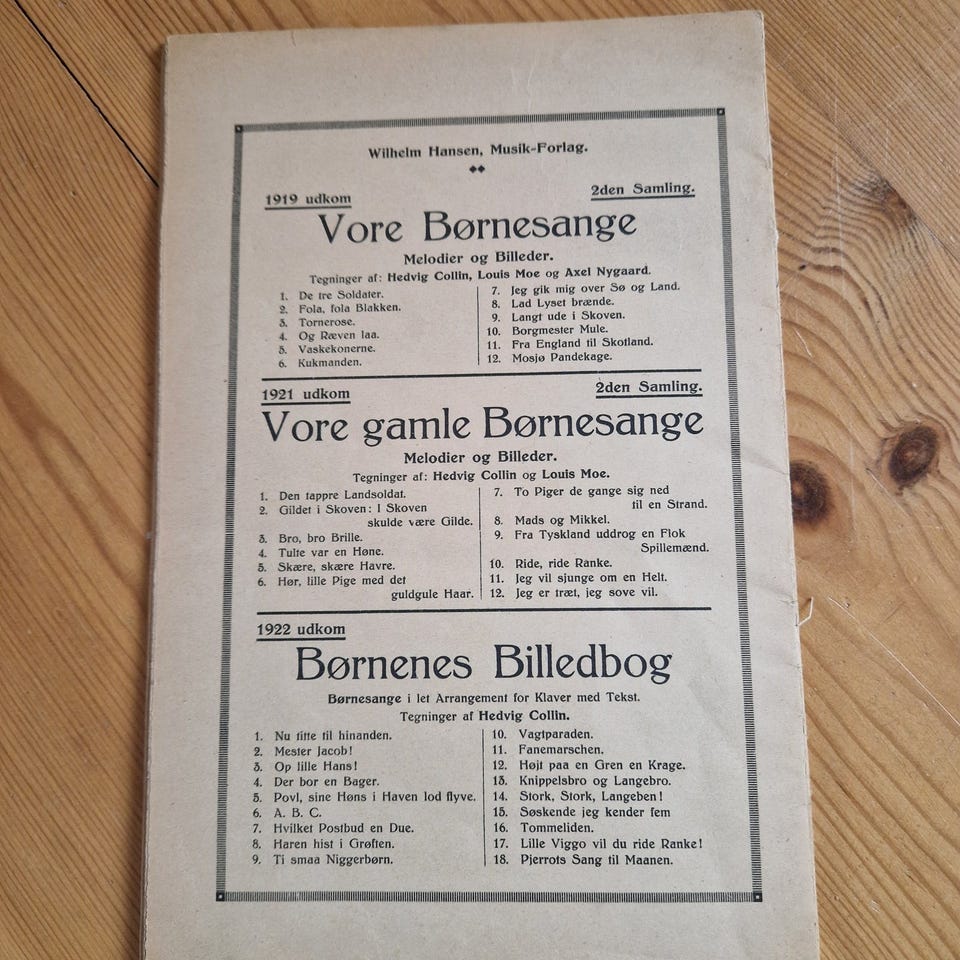 Wilhelm Hansen, Musik-Forlag.
1919 udkom
2den Samling.
Vore Børnesange
Melodier og Billeder.
Tegninger af: Hedvig Collin, Louis Moe og Axel Nygaard.
1. De tre Soldater.
2. Fola, fola Blakken.
3. Tornerose.
4. Og Ræven laa.
5. Vaskekonerne.
6. Kukmanden.
7. Jeg gik mig over Sø og Land.
8. Lad Lyset brænde.
9. Langt ude i Skoven.
10. Borgmester Mule.
11. Fra England til Skotland.
12. Mosjø Pandekage.
1921 udkom
2den Samling.
Vore gamle Børnesange
Melodier og Billeder.
Tegninger af: Hedvig Collin og Louis Moe.
1. Den tappre Landsoldat.
2. Gildet i Skoven: I Skoven
skulde være Gilde.
3. Bro, bro Brille.
4. Tulte var en Høne.
5. Skære, skære Havre.
6. Hør, lille Pige med det
guldgule Haar.
7. To Piger de gange sig ned
til en Strand.
8. Mads og Mikkel.
9. Fra Tyskland uddrog en Flok
Spillemænd.
10. Ride, ride Ranke.
11. Jeg vil sjunge om en Helt.
12. Jeg er træt, jeg sove vil.
1922 udkom
Børnenes Billedbog
Børnesange i let Arrangement for Klaver med Tekst.
Tegninger af Hedvig Collin.
1. Nu titte til hinanden.
2. Mester Jacob!
3. Op lille Hans!
4. Der bor en Bager.
5. Povl, sine Høns i Haven lod flyve.
6. A. B. C.
7. Hvilket Postbud en Due.
8. Haren hist i Grøften.
9. Ti smaa Niggerbørn.
10. Vagtparaden.
11. Fanemarschen.
12. Højt paa en Gren en Krage.
13. Knippelsbro og Langebro.
14. Stork, Stork, Langeben!
15. Søskende jeg kender fem
16. Tommeliden.
17. Lille Viggo vil du ride Ranke!
18. Pjerrots Sang til Maanen.